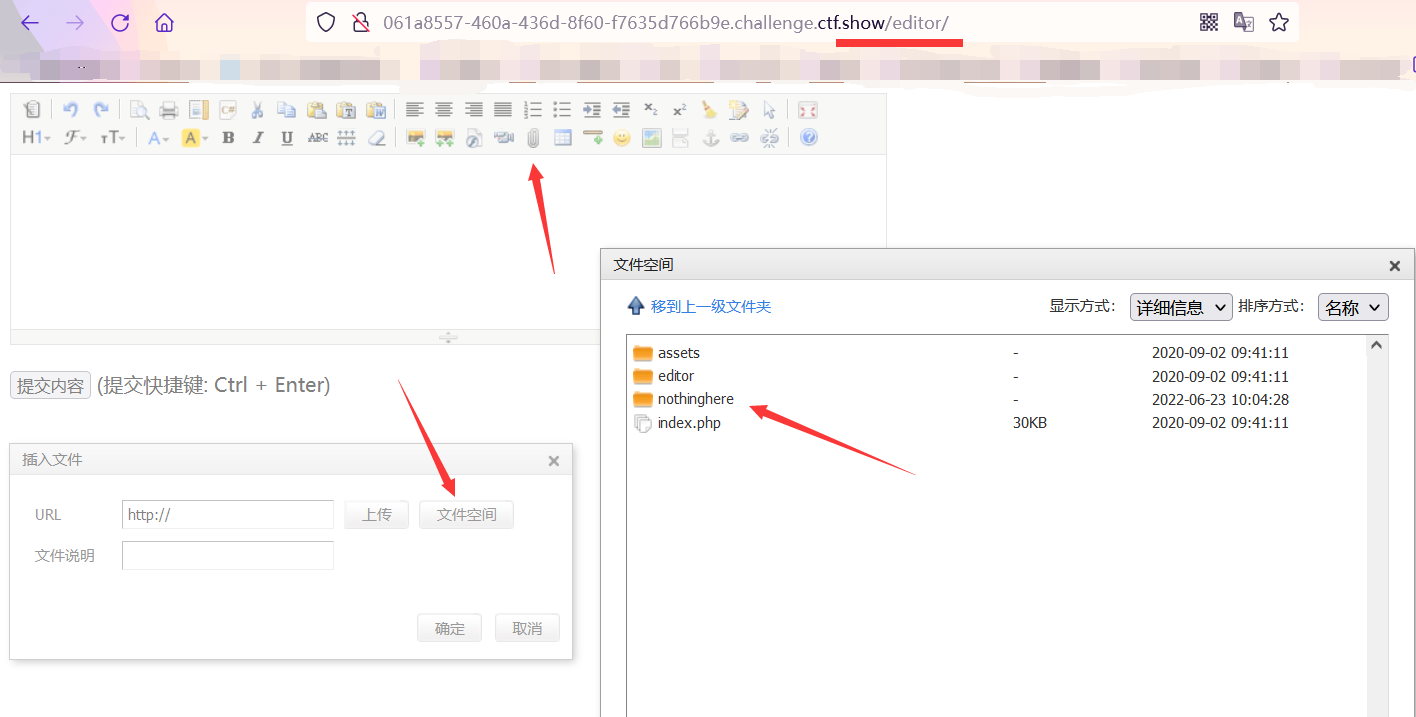 061a8557-460a-436d-8f60-f7635d766b9e.challenge.ctf.show/editor/
H1 F тT A A B I U ABC
文件空间
移到上一级文件夹 显示方式: 详细信息 排序方式: 名称
assets - 2020-09-02 09:41:11
editor - 2020-09-02 09:41:11
nothinghere - 2022-06-23 10:04:28
index.php 30KB 2020-09-02 09:41:11
提交内容 (提交快捷键: Ctrl + Enter)
插入文件
URL http:// 上传 文件空间
文件说明
确定 取消